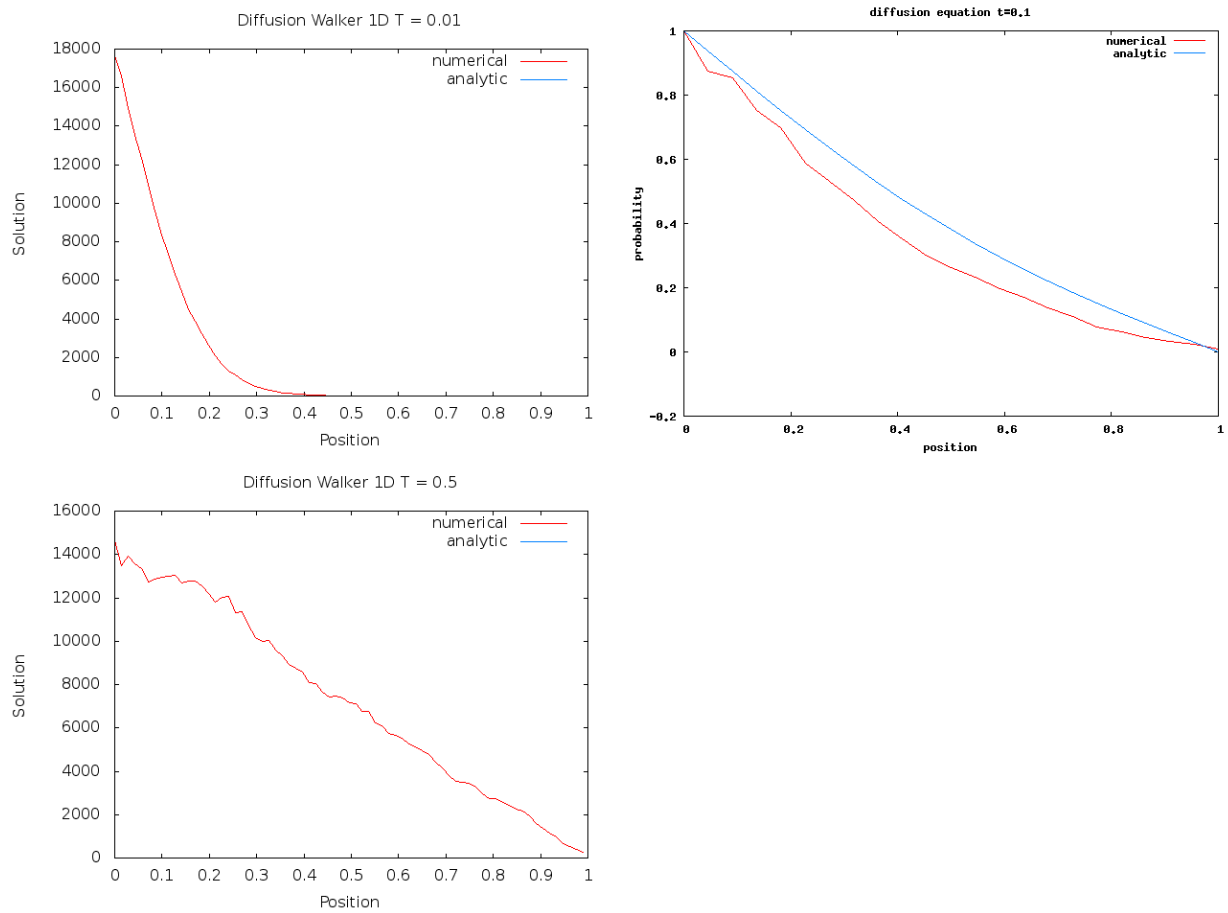 Diffusion Walker 1D T = 0.01
numerical
analytic
18000
16000
14000
12000
10000
8000
6000
4000
2000
0
Solution
0 0.1 0.2 0.3 0.4 0.5 0.6 0.7 0.8 0.9 1
Position
diffusion equation t=0.1
numerical
analytic
1
0.8
0.6
0.4
0.2
0
-0.2
probability
0 0.2 0.4 0.6 0.8 1
position
Diffusion Walker 1D T = 0.5
numerical
analytic
16000
14000
12000
10000
8000
6000
4000
2000
0
Solution
0 0.1 0.2 0.3 0.4 0.5 0.6 0.7 0.8 0.9 1
Position